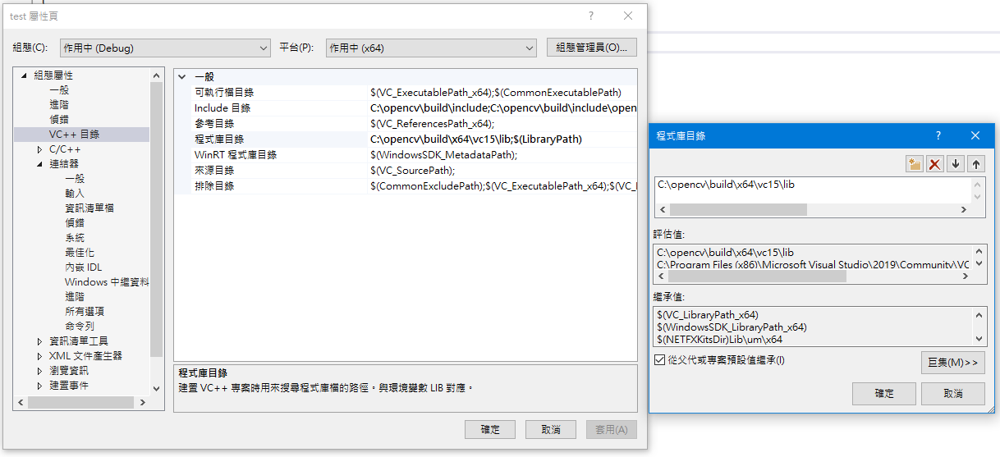 test 屬性頁
組態(C):
作用中 (Debug)
平台(P):
作用中 (x64)
組態管理員(O)...
組態屬性
一般
進階
偵錯
VC++ 目錄
C/C++
連結器
一般
輸入
資訊清單檔
偵錯
系統
最佳化
內嵌 IDL
Windows 中繼資料
進階
所有選項
命令列
資訊清單工具
XML 文件產生器
瀏覽資訊
建置事件
一般
可執行檔目錄 $(VC_ExecutablePath_x64);$(CommonExecutablePath)
Include 目錄 C:\opencv\build\include;C:\opencv\build\include\open
參考目錄 $(VC_ReferencesPath_x64);
程式庫目錄 C:\opencv\build\x64\vc15\lib;$(LibraryPath)
WinRT 程式庫目錄 $(WindowsSDK_MetadataPath);
來源目錄 $(VC_SourcePath);
排除目錄 $(CommonExcludePath);$(VC_ExecutablePath_x64);$(VC_I
程式庫目錄
建置 VC++ 專案時用來搜尋程式庫檔的路徑。與環境變數 LIB 對應。
確定
取消
套用(A)
程式庫目錄
C:\opencv\build\x64\vc15\lib
評估值:
C:\opencv\build\x64\vc15\lib
C:\Program Files (x86)\Microsoft Visual Studio\2019\Community\VC
繼承值:
$(VC_LibraryPath_x64)
$(WindowsSDK_LibraryPath_x64)
$(NETFXKitsDir)Lib\um\x64
從父代或專案預設值繼承(I)
巨集(M)>>
確定
取消